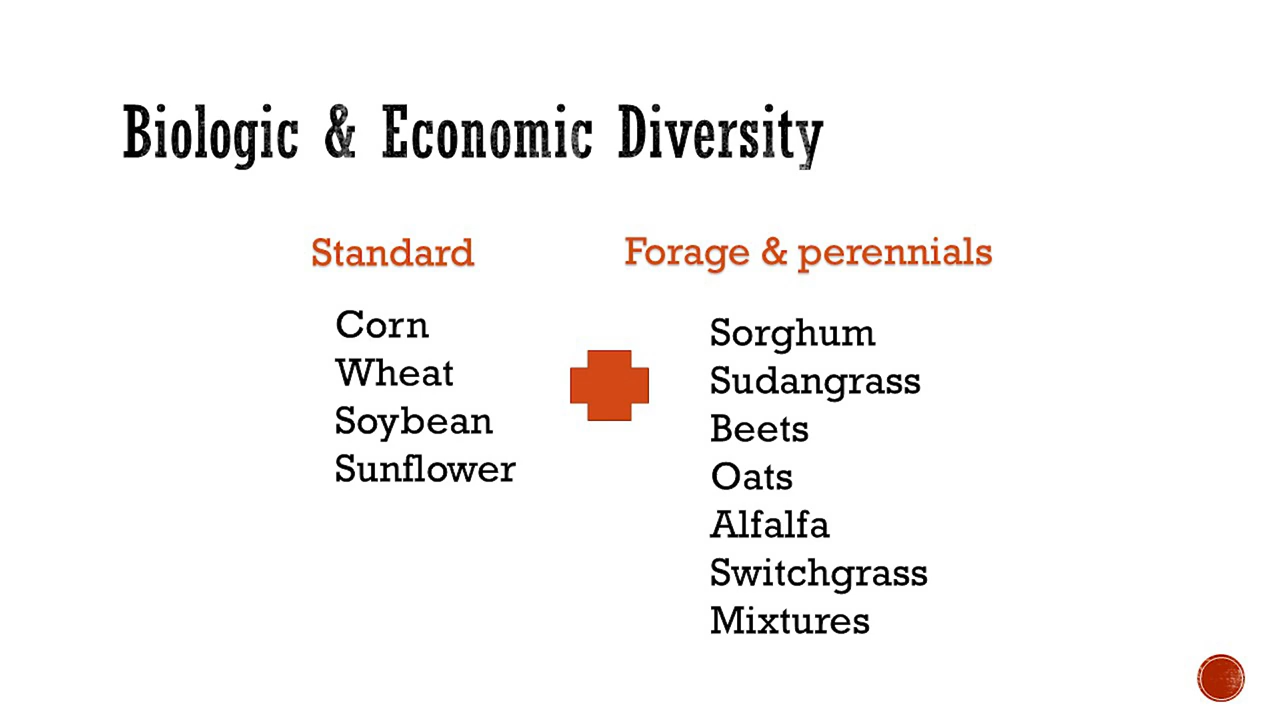 Biologic & Economic Diversity
Standard
Corn
Wheat
Soybean
Sunflower
Forage & perennials
Sorghum
Sudangrass
Beets
Oats
Alfalfa
Switchgrass
Mixtures